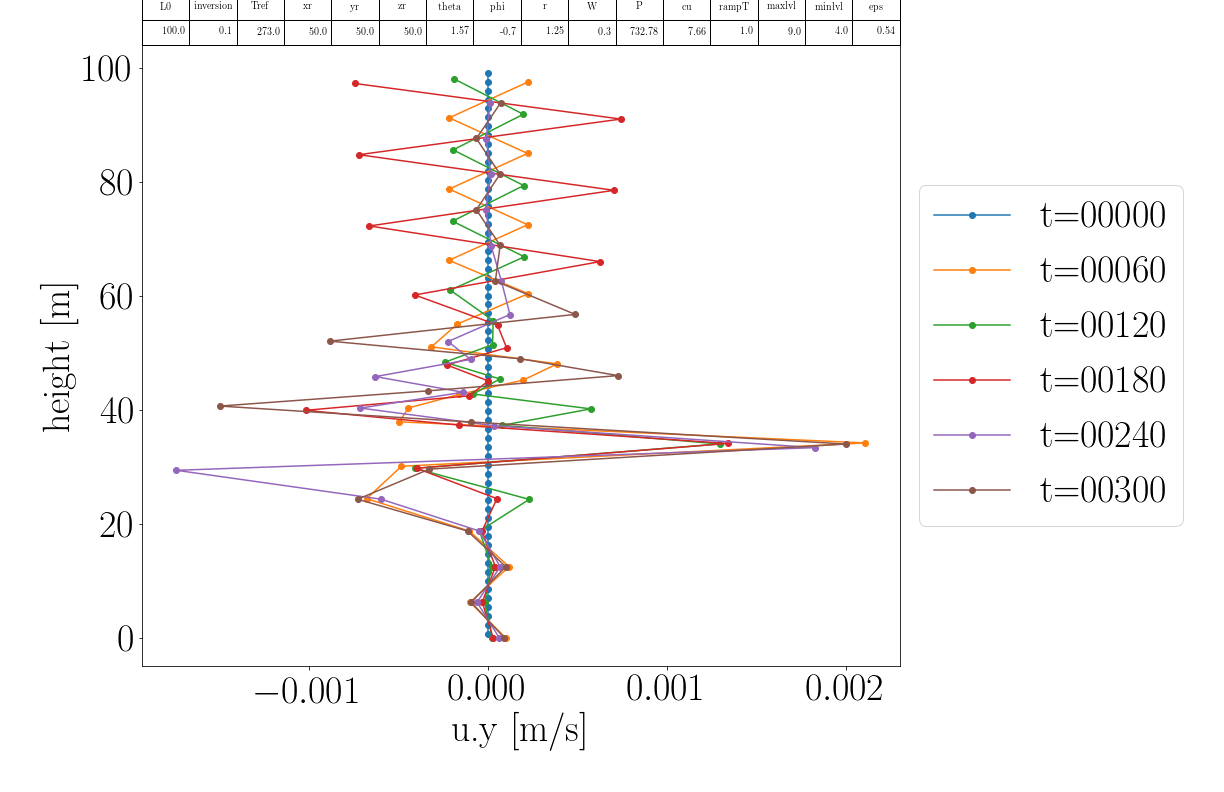 L0 inversion Tref xr yr zr theta phi r W P cu rampT maxlvl minlvl eps
100.0 0.1 273.0 50.0 50.0 50.0 1.57 -0.7 1.25 0.3 732.78 7.66 1.0 9.0 4.0 0.54
100
80
60
40
20
0
height [m]
−0.001 0.000 0.001 0.002
u.y [m/s]
t=00000
t=00060
t=00120
t=00180
t=00240
t=00300